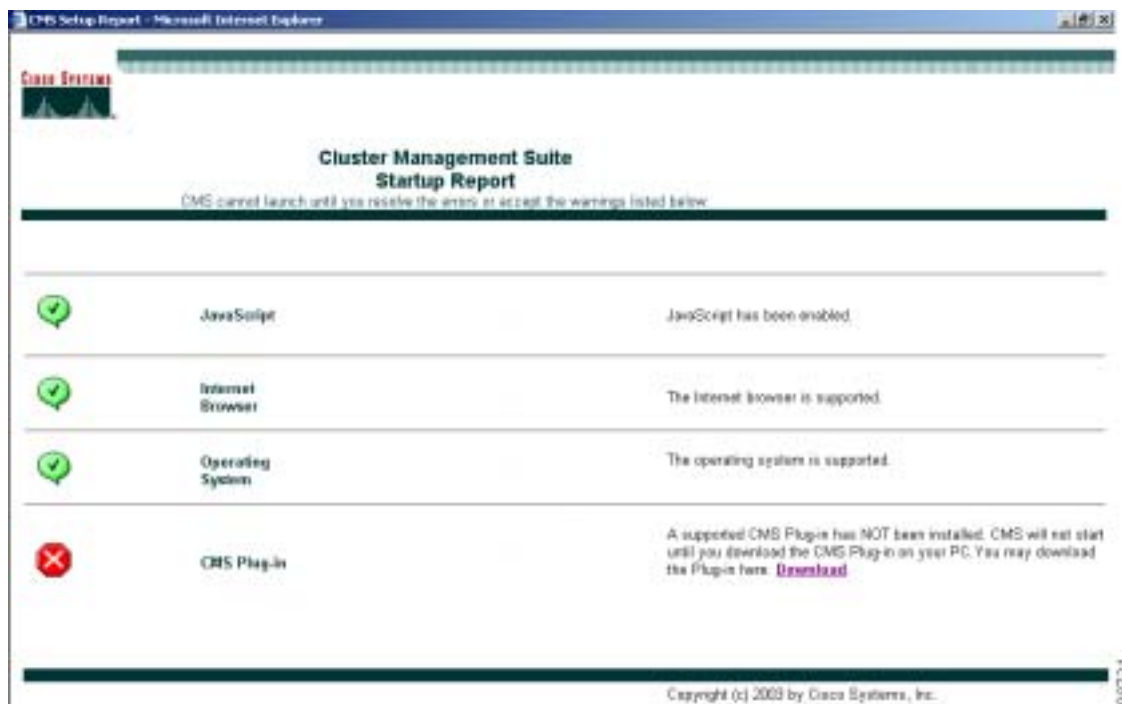 CMS Setup Report - Microsoft Internet Explorer
CISCO SYSTEMS
Cluster Management Suite
Startup Report
CMS cannot launch until you resolve the errors or accept the warnings listed below
JavaScript
JavaScript has been enabled.
Internet
Browser
The Internet browser is supported.
Operating
System
The operating system is supported.
CMS Plug-in
A supported CMS Plug-in has NOT been installed. CMS will not start
until you download the CMS Plug-in on your PC. You may download
the Plug-in here. Download
Copyright (c) 2003 by Cisco Systems, Inc.